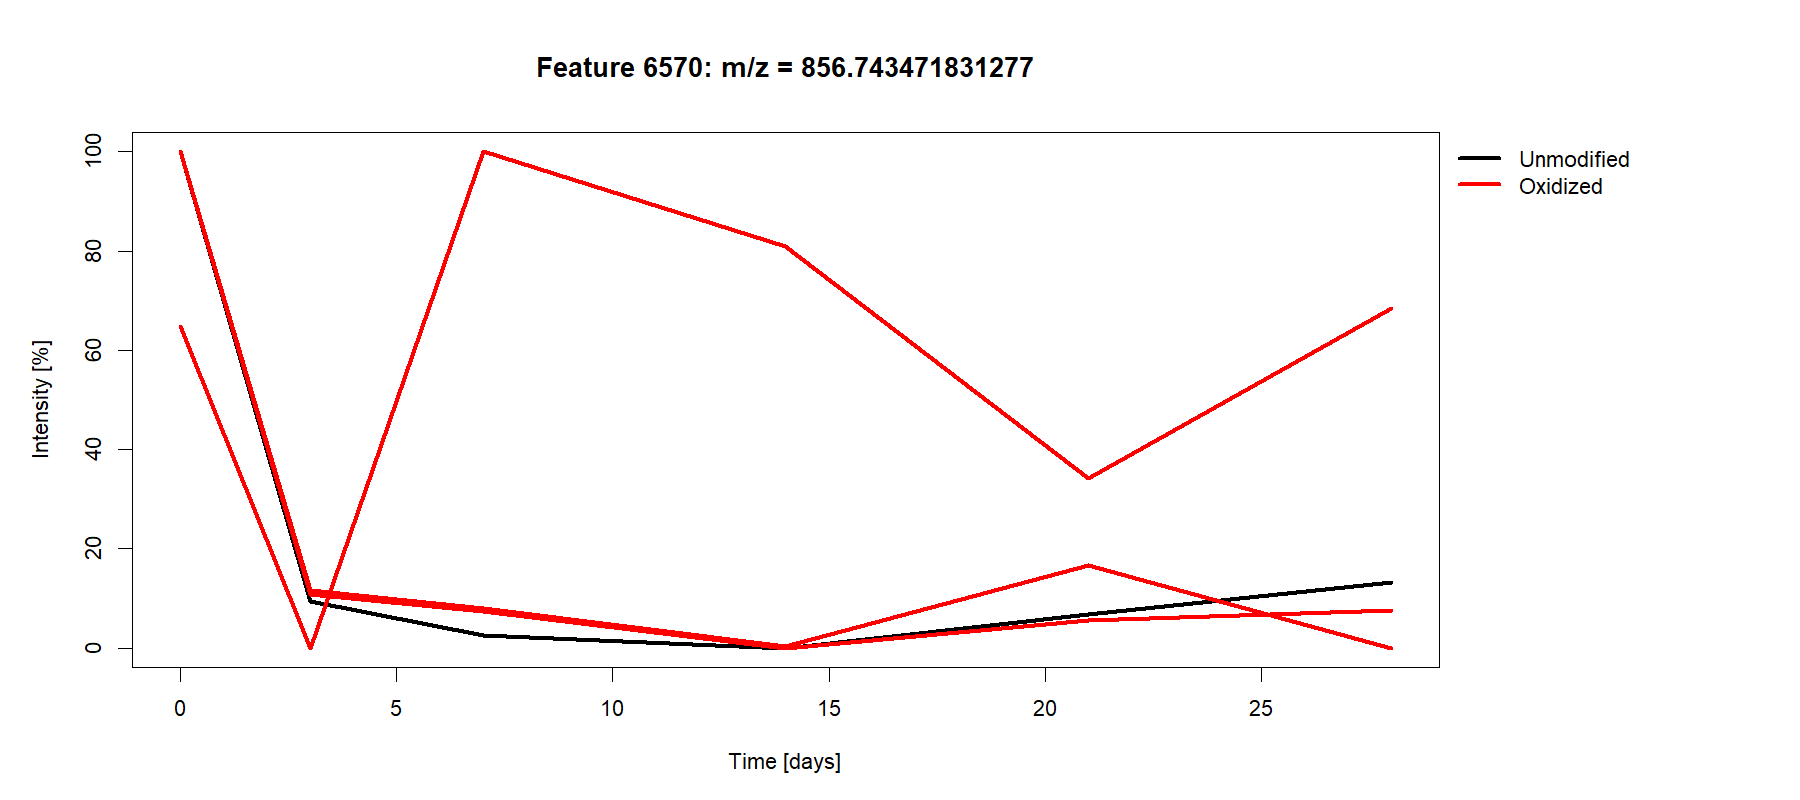 Feature 6570: m/z = 856.743471831277
Unmodified
Oxidized
Intensity [%]
100
80
60
40
20
0
0 5 10 15 20 25
Time [days]